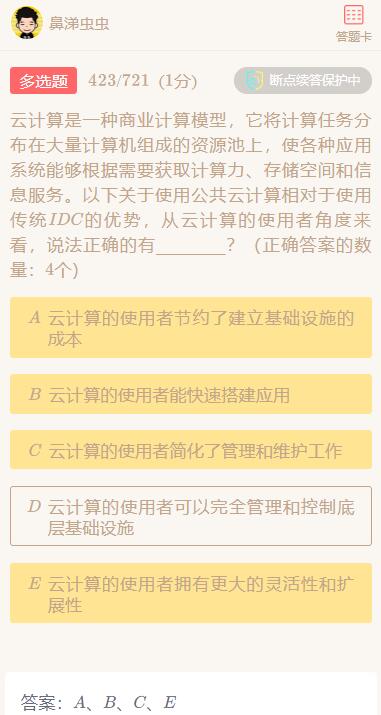 鼻涕虫虫
答题卡
多选题 423/721 (1分) 断点续答保护中
云计算是一种商业计算模型，它将计算任务分
布在大量计算机组成的资源池上，使各种应用
系统能够根据需要获取计算力、存储空间和信
息服务。以下关于使用公共云计算相对于使用
传统IDC的优势，从云计算的使用者角度来
看，说法正确的有________？（正确答案的数
量：4个）
A 云计算的使用者节约了建立基础设施的
成本
B 云计算的使用者能快速搭建应用
C 云计算的使用者简化了管理和维护工作
D 云计算的使用者可以完全管理和控制底
层基础设施
E 云计算的使用者拥有更大的灵活性和扩
展性
答案：A、B、C、E